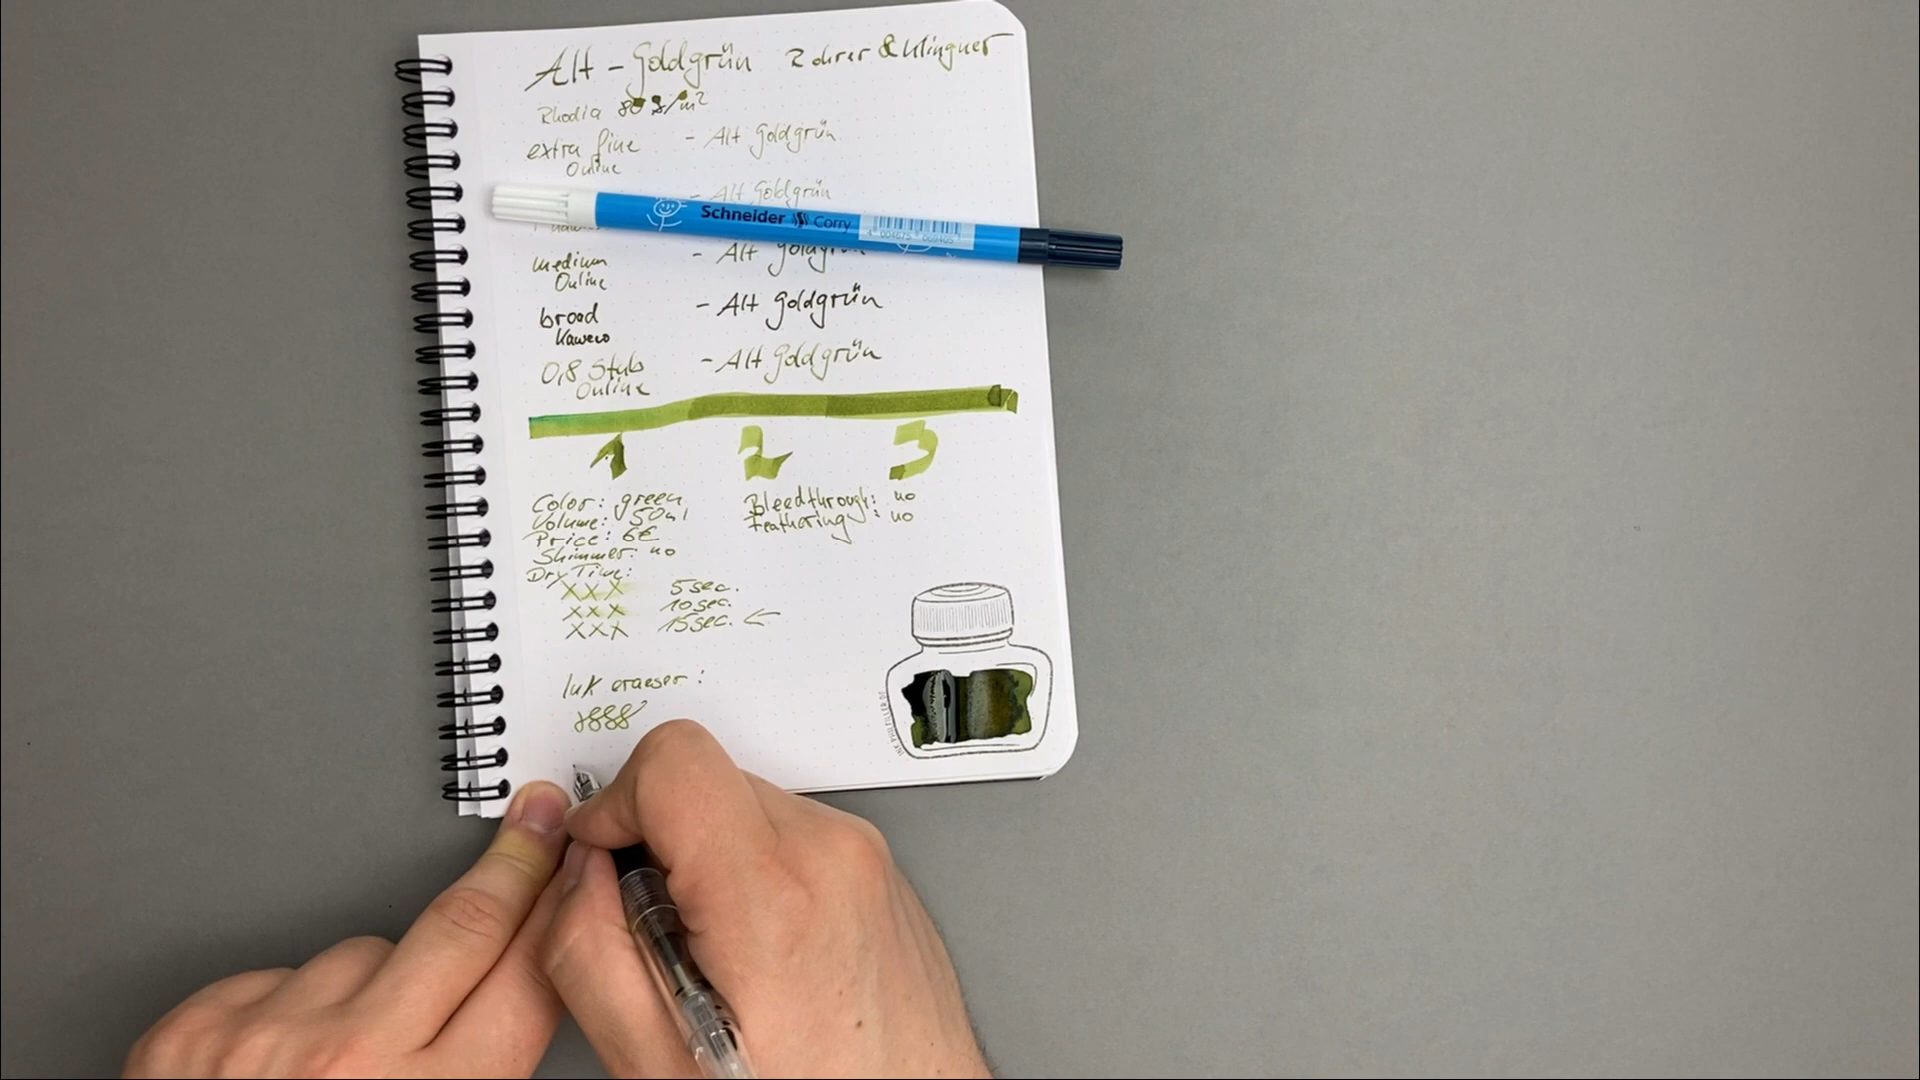 Alt - Goldgrün Rohrer & Klingner
Rhodia 80 g/m²
extra fine - Alt Goldgrün
Online
- Alt Goldgrün
Schneider Corry
medium - Alt Goldgrün
Online
broad - Alt Goldgrün
Kaweco
0,8 Stub - Alt Goldgrün
Online
1 2 3
Color: green
Volume: 50ml
Price: 6€
Shimmer: no
Dry Time:
xxx 5sec.
xxx 10sec.
xxx 15sec. ←
Bleedthrough: no
Feathering: no
Ink eraeser: